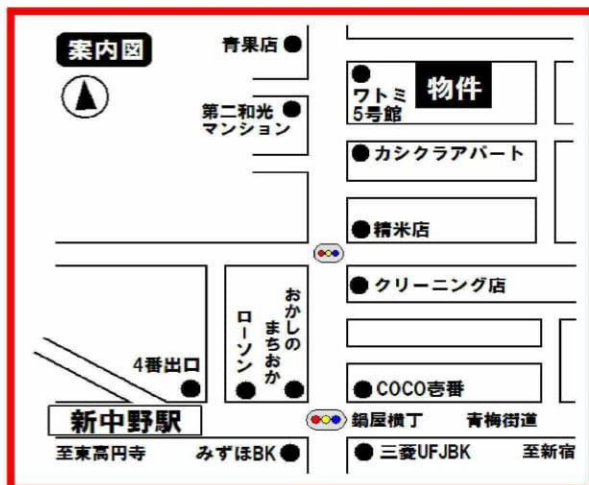 案内図
青果店
ワトミ
5号館
物件
第二和光
マンション
カシクラアパート
精米店
クリーニング店
おかしの
まちおか
ローソン
4番出口
COCO壱番
新中野駅
鍋屋横丁
青梅街道
至東高円寺
みずほBK
三菱UFJBK
至新宿